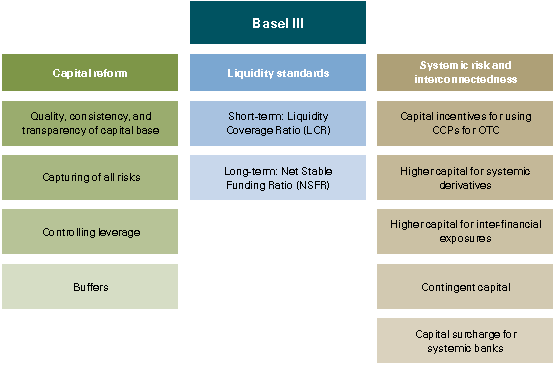 Basel III
Capital reform
Quality, consistency, and
transparency of capital base
Capturing of all risks
Controlling leverage
Buffers
Liquidity standards
Short-term: Liquidity
Coverage Ratio (LCR)
Long-term: Net Stable
Funding Ratio (NSFR)
Systemic risk and
interconnectedness
Capital incentives for using
CCPs for OTC
Higher capital for systemic
derivatives
Higher capital for inter-financial
exposures
Contingent capital
Capital surcharge for
systemic banks